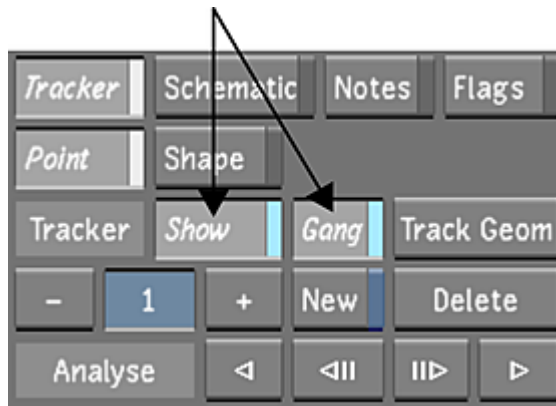 Tracker Schematic Notes Flags
Point Shape
Tracker Show Gang Track Geom
- 1 + New Delete
Analyse